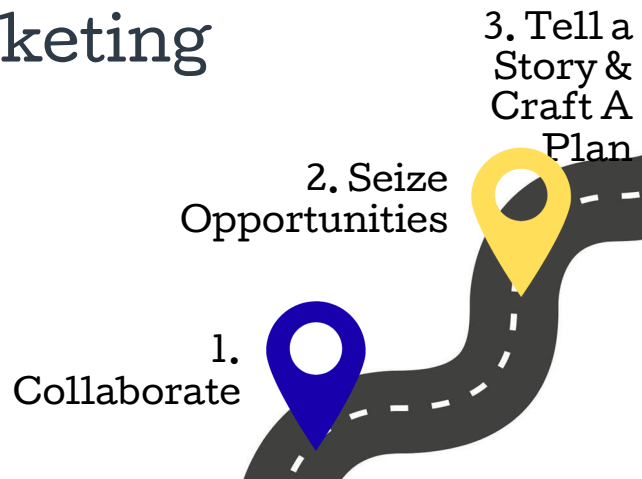 keting
3. Tell a
Story &
Craft A
Plan
2. Seize
Opportunities
1.
Collaborate